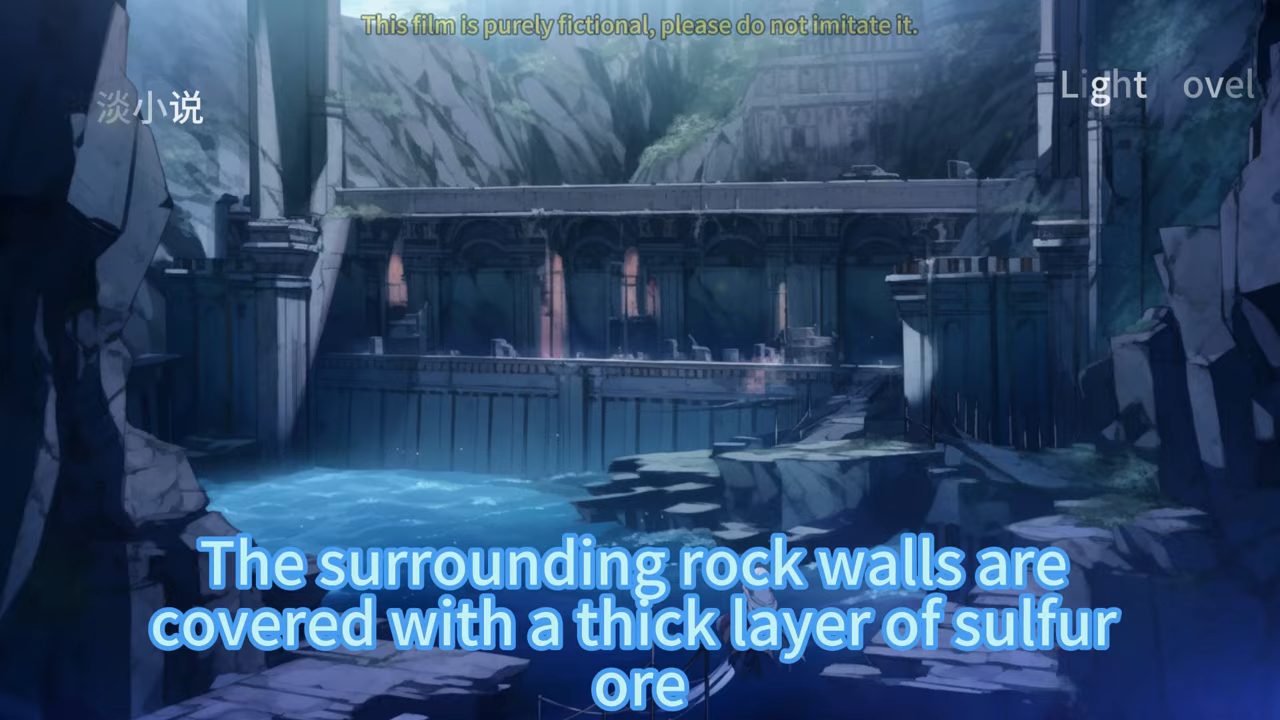 This film is purely fictional, please do not imitate it.
淡小说
Light ovel
The surrounding rock walls are
covered with a thick layer of sulfur
ore